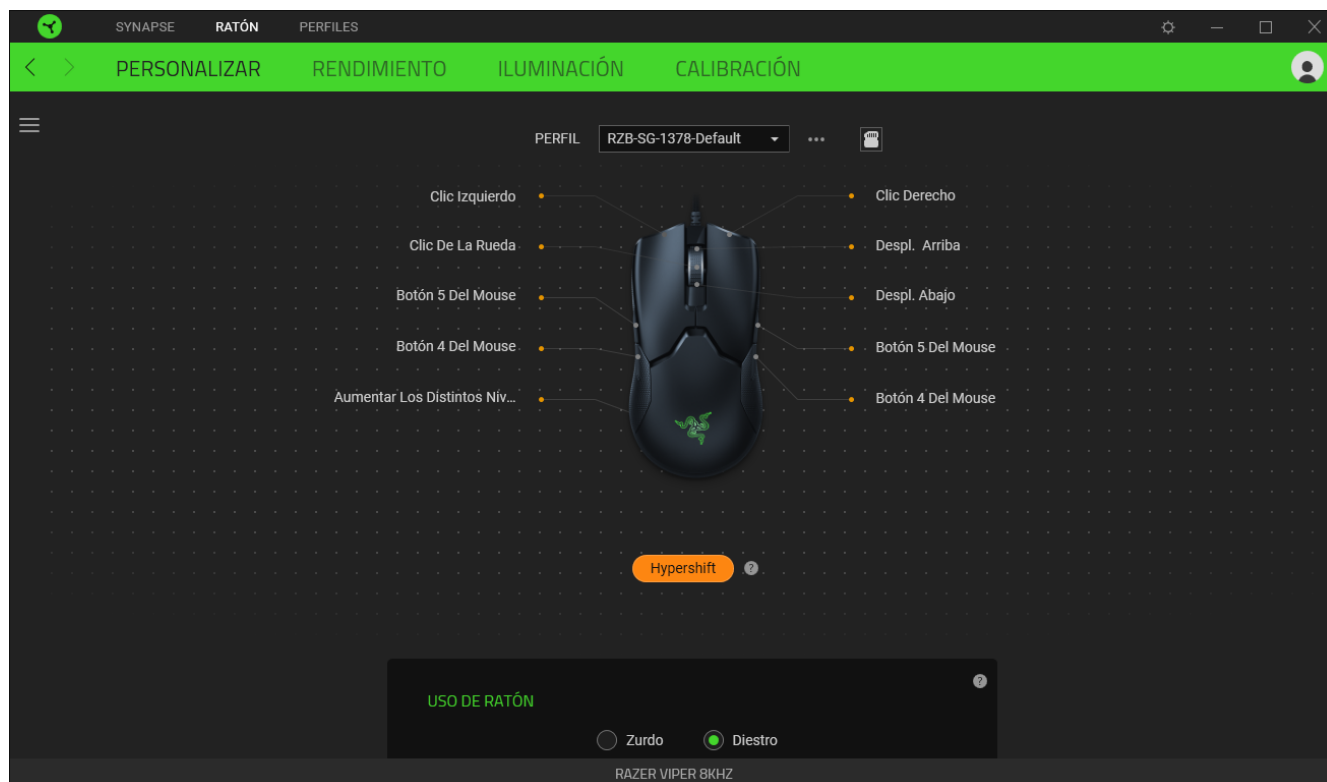 SYNAPSE RATÓN PERFILES
PERSONALIZAR RENDIMIENTO ILUMINACIÓN CALIBRACIÓN
PERFIL RZB-SG-1378-Default
Clic Izquierdo Clic Derecho
Clic De La Rueda Despl. Arriba
Botón 5 Del Mouse Despl. Abajo
Botón 4 Del Mouse Botón 5 Del Mouse
Aumentar Los Distintos Niv... Botón 4 Del Mouse
Hypershift ?
?
USO DE RATÓN
Zurdo Diestro
RAZER VIPER 8KHZ